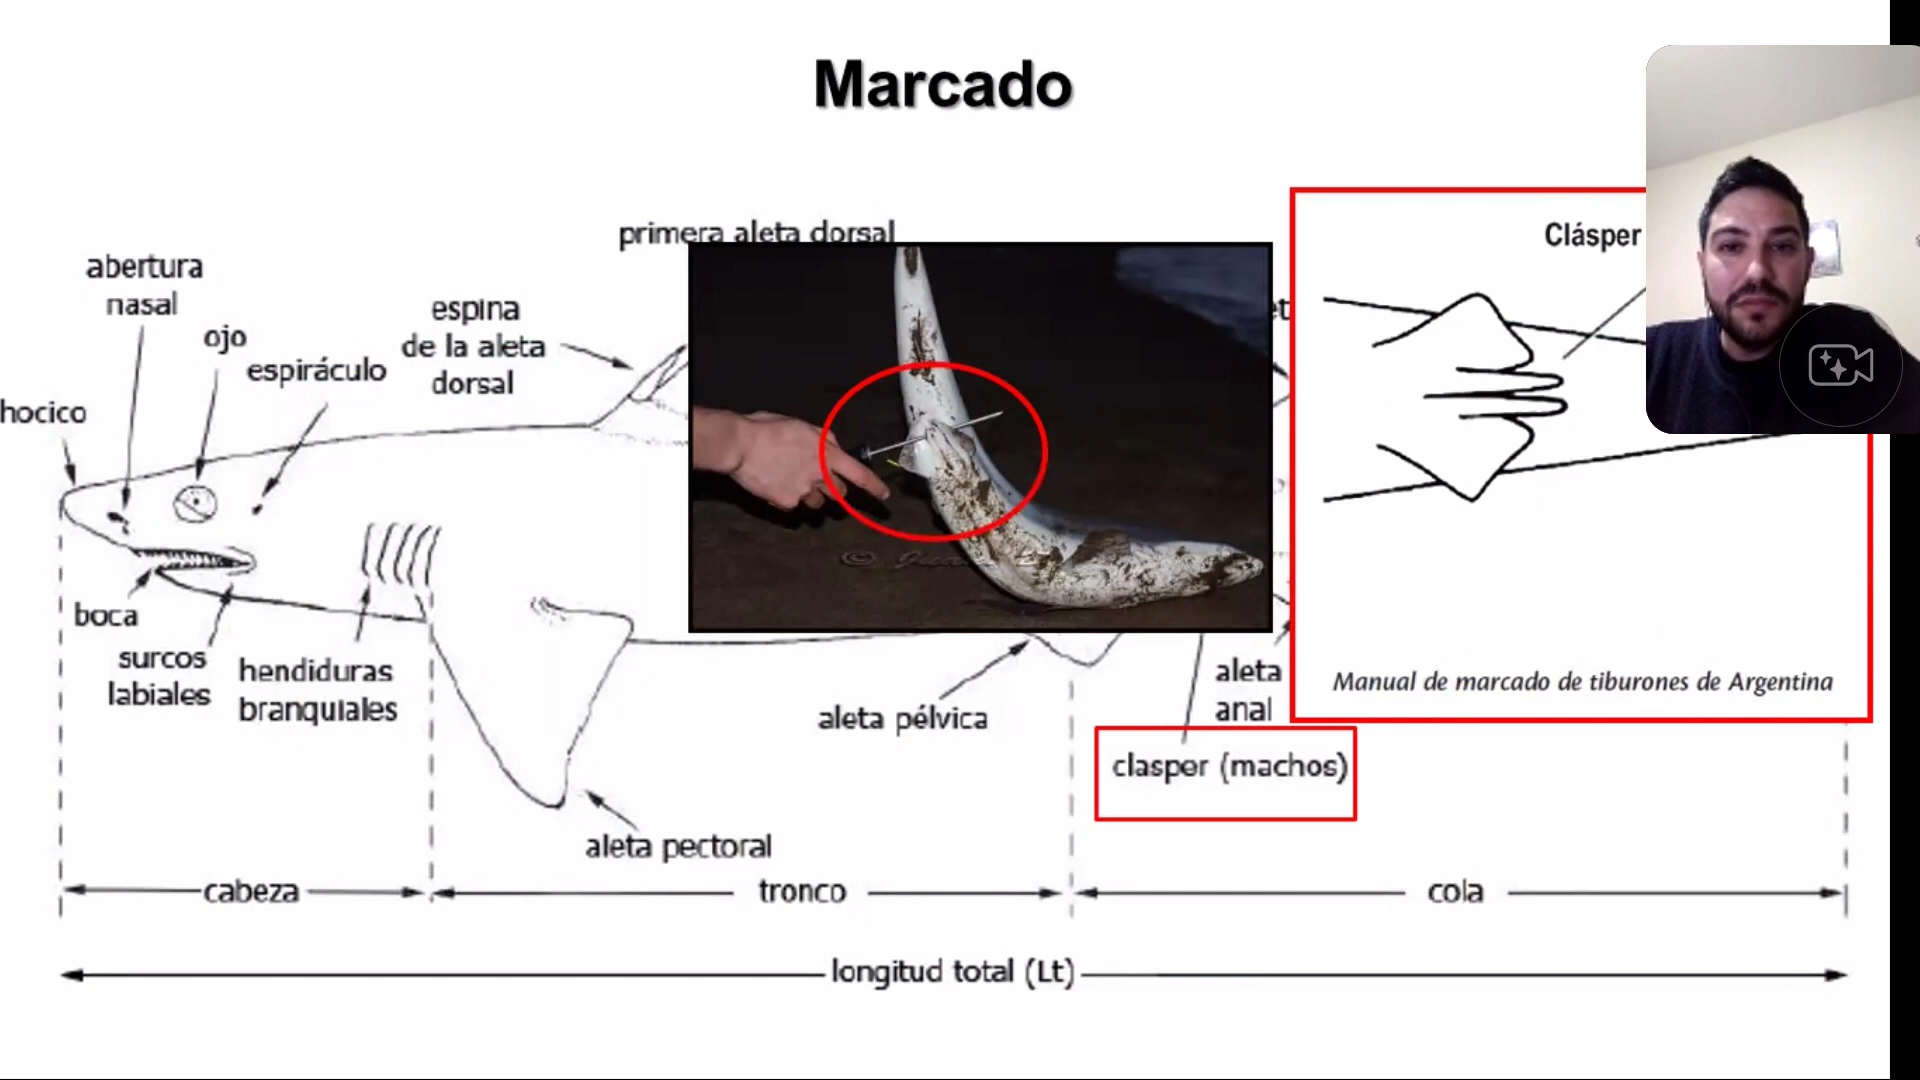 Marcado
primera aleta dorsal
Clásper
abertura
nasal
ojo
espina
de la aleta
dorsal
espiráculo
hocico
boca
surcos
labiales
hendiduras
branquiales
aleta pélvica
aleta
anal
Manual de marcado de tiburones de Argentina
clasper (machos)
aleta pectoral
cabeza
tronco
cola
longitud total (Lt)